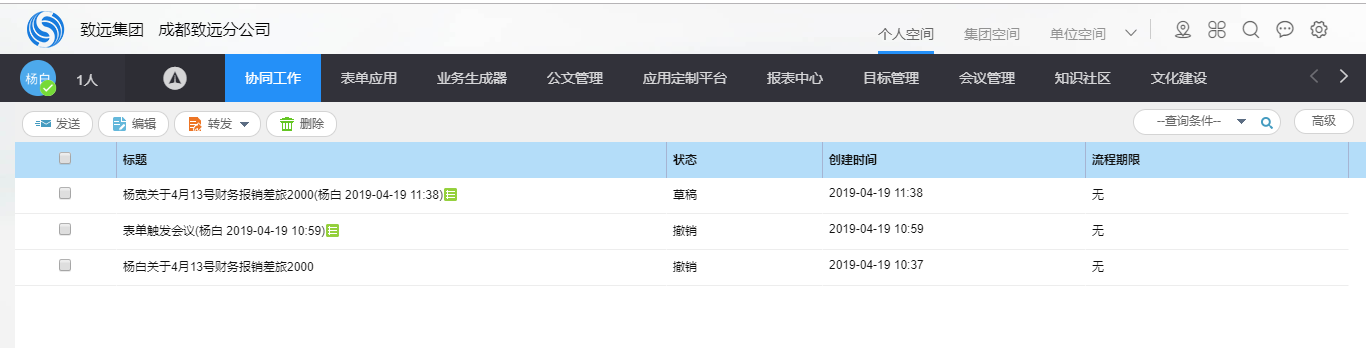 致远集团 成都致远分公司
个人空间 集团空间 单位空间
杨白 1人 协同工作 表单应用 业务生成器 公文管理 应用定制平台 报表中心 目标管理 会议管理 知识社区 文化建设
发送 编辑 转发 删除 --查询条件-- 高级
标题 状态 创建时间 流程期限
杨宽关于4月13号财务报销差旅2000(杨白 2019-04-19 11:38) 草稿 2019-04-19 11:38 无
表单触发会议(杨白 2019-04-19 10:59) 撤销 2019-04-19 10:59 无
杨白关于4月13号财务报销差旅2000 撤销 2019-04-19 10:37 无